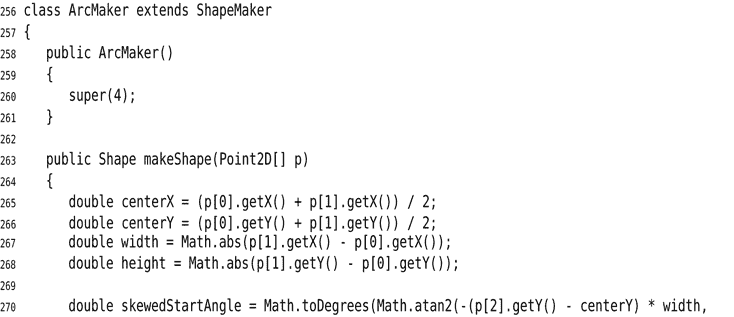 256 class ArcMaker extends ShapeMaker
257 {
258    public ArcMaker()
259    {
260       super(4);
261    }
262
263    public Shape makeShape(Point2D[] p)
264    {
265       double centerX = (p[0].getX() + p[1].getX()) / 2;
266       double centerY = (p[0].getY() + p[1].getY()) / 2;
267       double width = Math.abs(p[1].getX() - p[0].getX());
268       double height = Math.abs(p[1].getY() - p[0].getY());
269
270       double skewedStartAngle = Math.toDegrees(Math.atan2(-(p[2].getY() - centerY) * width,